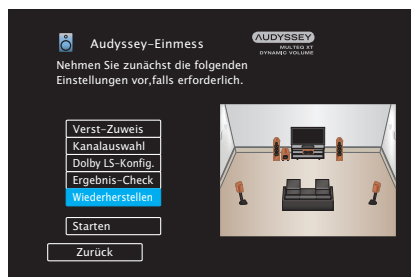 Audyssey-Einmess
AUDYSSEY
MULTEQ XT
DYNAMIC VOLUME
Nehmen Sie zunächst die folgenden
Einstellungen vor,falls erforderlich.
Verst-Zuweis
Kanalauswahl
Dolby LS-Konfig.
Ergebnis-Check
Wiederherstellen
Starten
Zurück